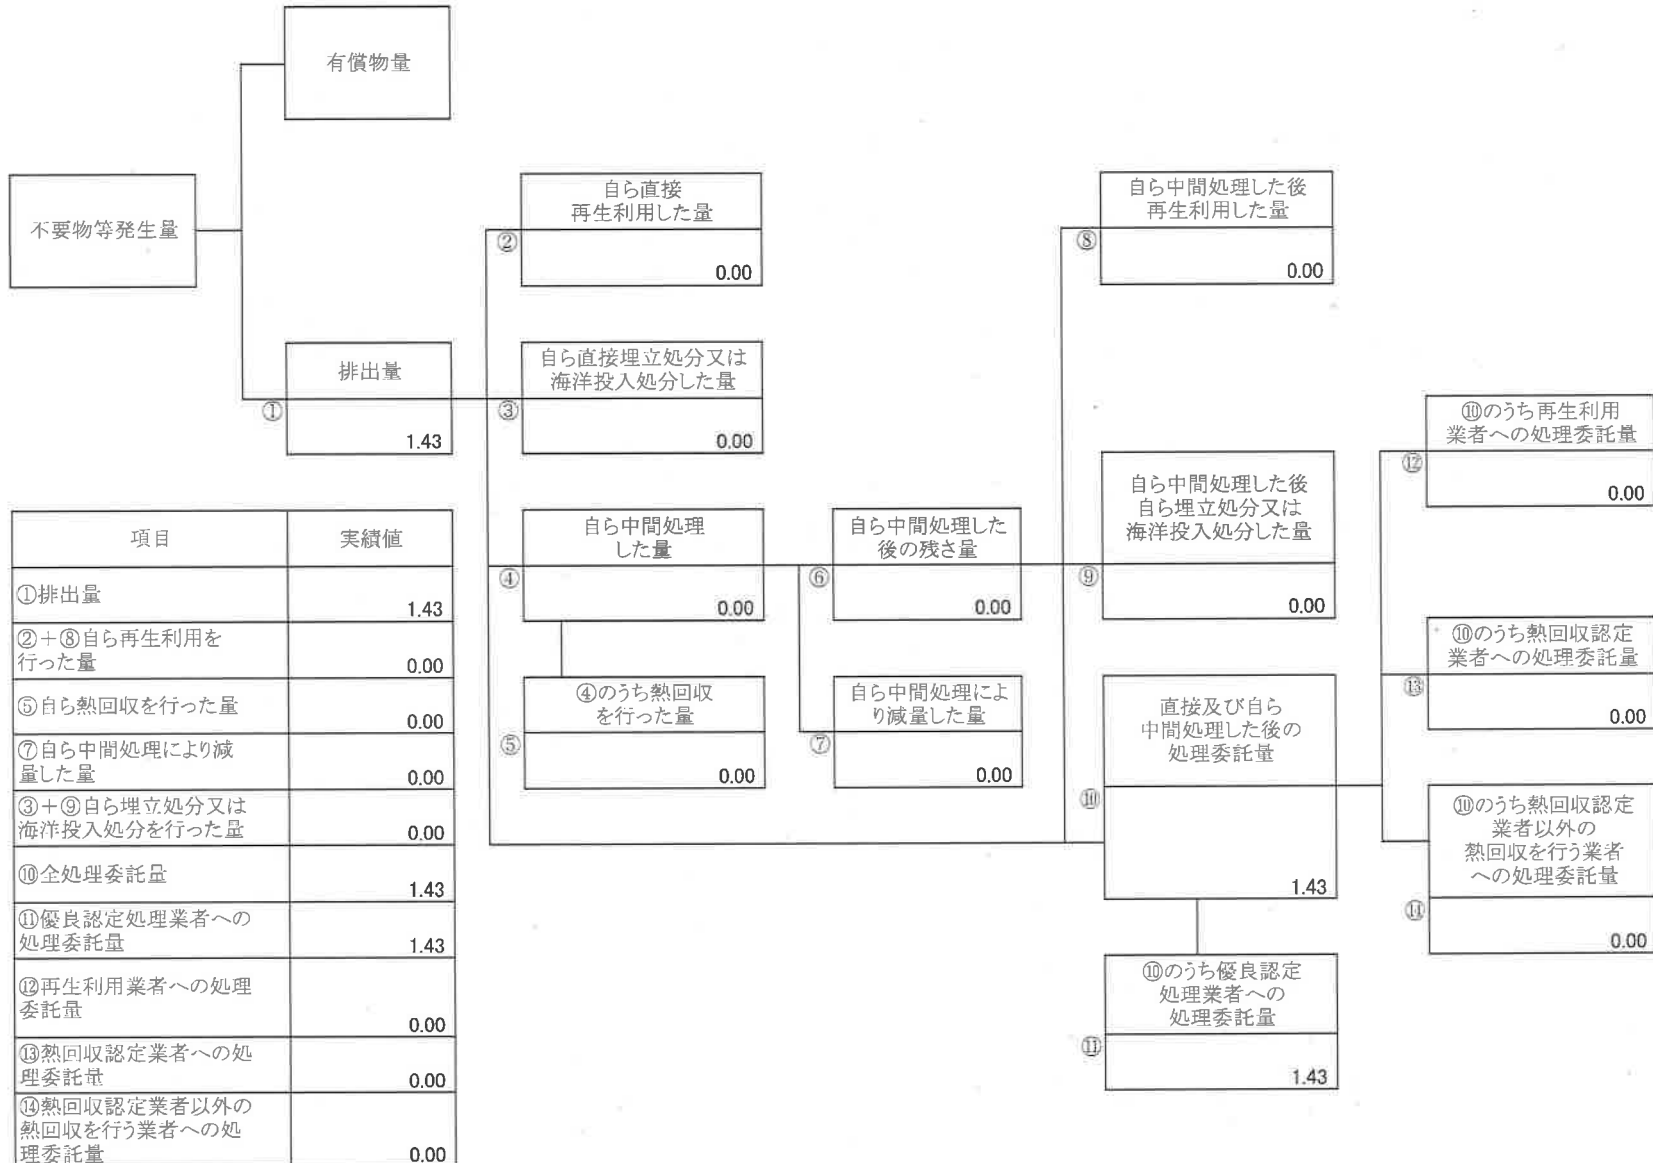 有償物量
不要物等発生量
排出量
①
1.43
自ら直接
再生利用した量
②
0.00
自ら直接埋立処分又は
海洋投入処分した量
③
0.00
自ら中間処理
した量
④
0.00
④のうち熱回収
を行った量
⑤
0.00
自ら中間処理した
後の残さ量
⑥
0.00
自ら中間処理によ
り減量した量
⑦
0.00
自ら中間処理した後
再生利用した量
⑧
0.00
自ら中間処理した後
自ら埋立処分又は
海洋投入処分した量
⑨
0.00
直接及び自ら
中間処理した後の
処理委託量
⑩
1.43
⑩のうち優良認定
処理業者への
処理委託量
⑪
1.43
⑩のうち再生利用
業者への処理委託量
⑫
0.00
⑩のうち熱回収認定
業者への処理委託量
⑬
0.00
⑩のうち熱回収認定
業者以外の
熱回収を行う業者
への処理委託量
⑭
0.00
項目 実績値
①排出量
1.43
②+⑧自ら再生利用を
行った量 0.00
⑤自ら熱回収を行った量
0.00
⑦自ら中間処理により減
量した量 0.00
③+⑨自ら埋立処分又は
海洋投入処分を行った量 0.00
⑩全処理委託量
1.43
⑪優良認定処理業者への
処理委託量 1.43
⑫再生利用業者への処理
委託量
0.00
⑬熱回収認定業者への処
理委託量 0.00
⑭熱回収認定業者以外の
熱回収を行う業者への処
理委託量 0.00